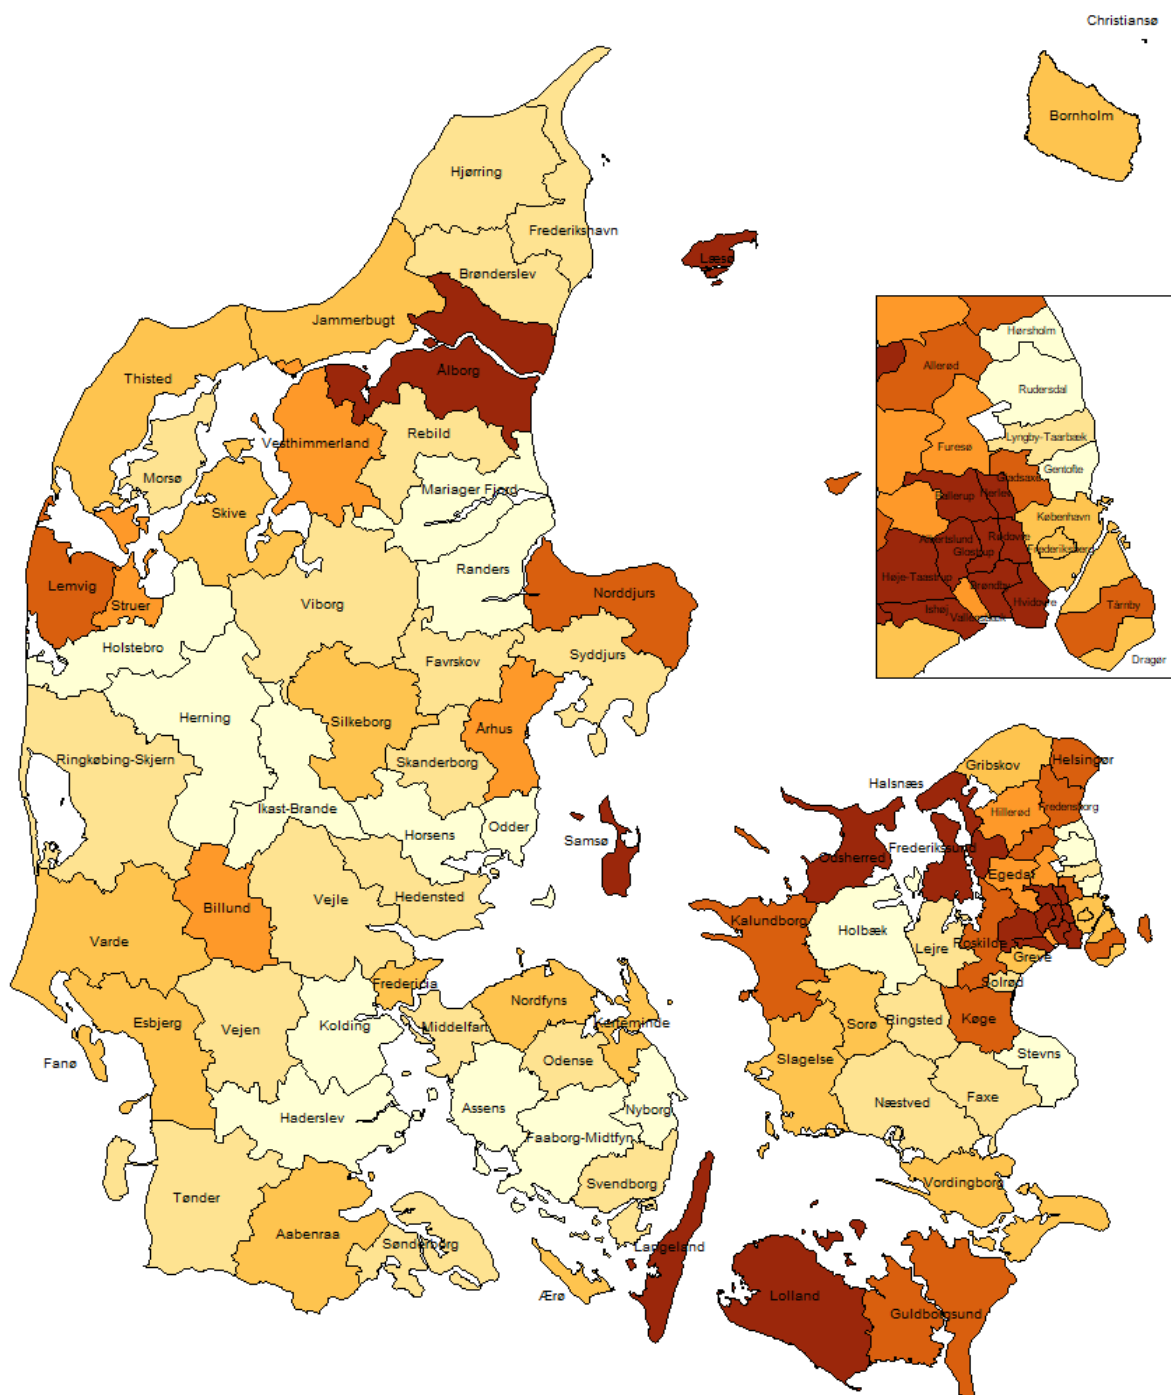 Christiansø
Bornholm
Hjørring
Frederikshavn
Brønderslev
Læsø
Jammerbugt
Ålborg
Thisted
Vesthimmerland
Rebild
Morsø
Mariager Fjord
Skive
Lemvig
Struer
Viborg
Randers
Norddjurs
Holstebro
Favrskov
Syddjurs
Herning
Silkeborg
Århus
Ringkøbing-Skjern
Skanderborg
Ikast-Brande
Horsens
Odder
Samsø
Billund
Vejle
Hedensted
Varde
Fredericia
Esbjerg
Vejen
Kolding
Fanø
Haderslev
Tønder
Aabenraa
Sønderborg
Middelfart
Nordfyns
Kerteminde
Odense
Assens
Nyborg
Faaborg-Midtfyn
Svendborg
Langeland
Ærø
Hørsholm
Allerød
Rudersdal
Lyngby-Taarbæk
Furesø
Gentofte
Gladsaxe
Ballerup
Herlev
København
Albertslund
Rødovre
Frederiksberg
Glostrup
Høje-Taastrup
Brøndby
Hvidovre
Ishøj
Vallensbæk
Tårnby
Dragør
Gribskov
Helsingør
Halsnæs
Hillerød
Fredensborg
Odsherred
Frederikssund
Egedal
Kalundborg
Holbæk
Lejre
Roskilde
Greve
Solrød
Sorø
Ringsted
Køge
Slagelse
Stevns
Næstved
Faxe
Vordingborg
Lolland
Guldborgsund